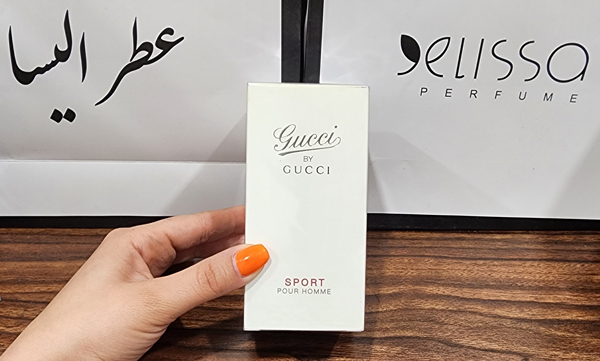 عطر الیسا
elissa
PERFUME
Gucci
BY
GUCCI
SPORT
POUR HOMME